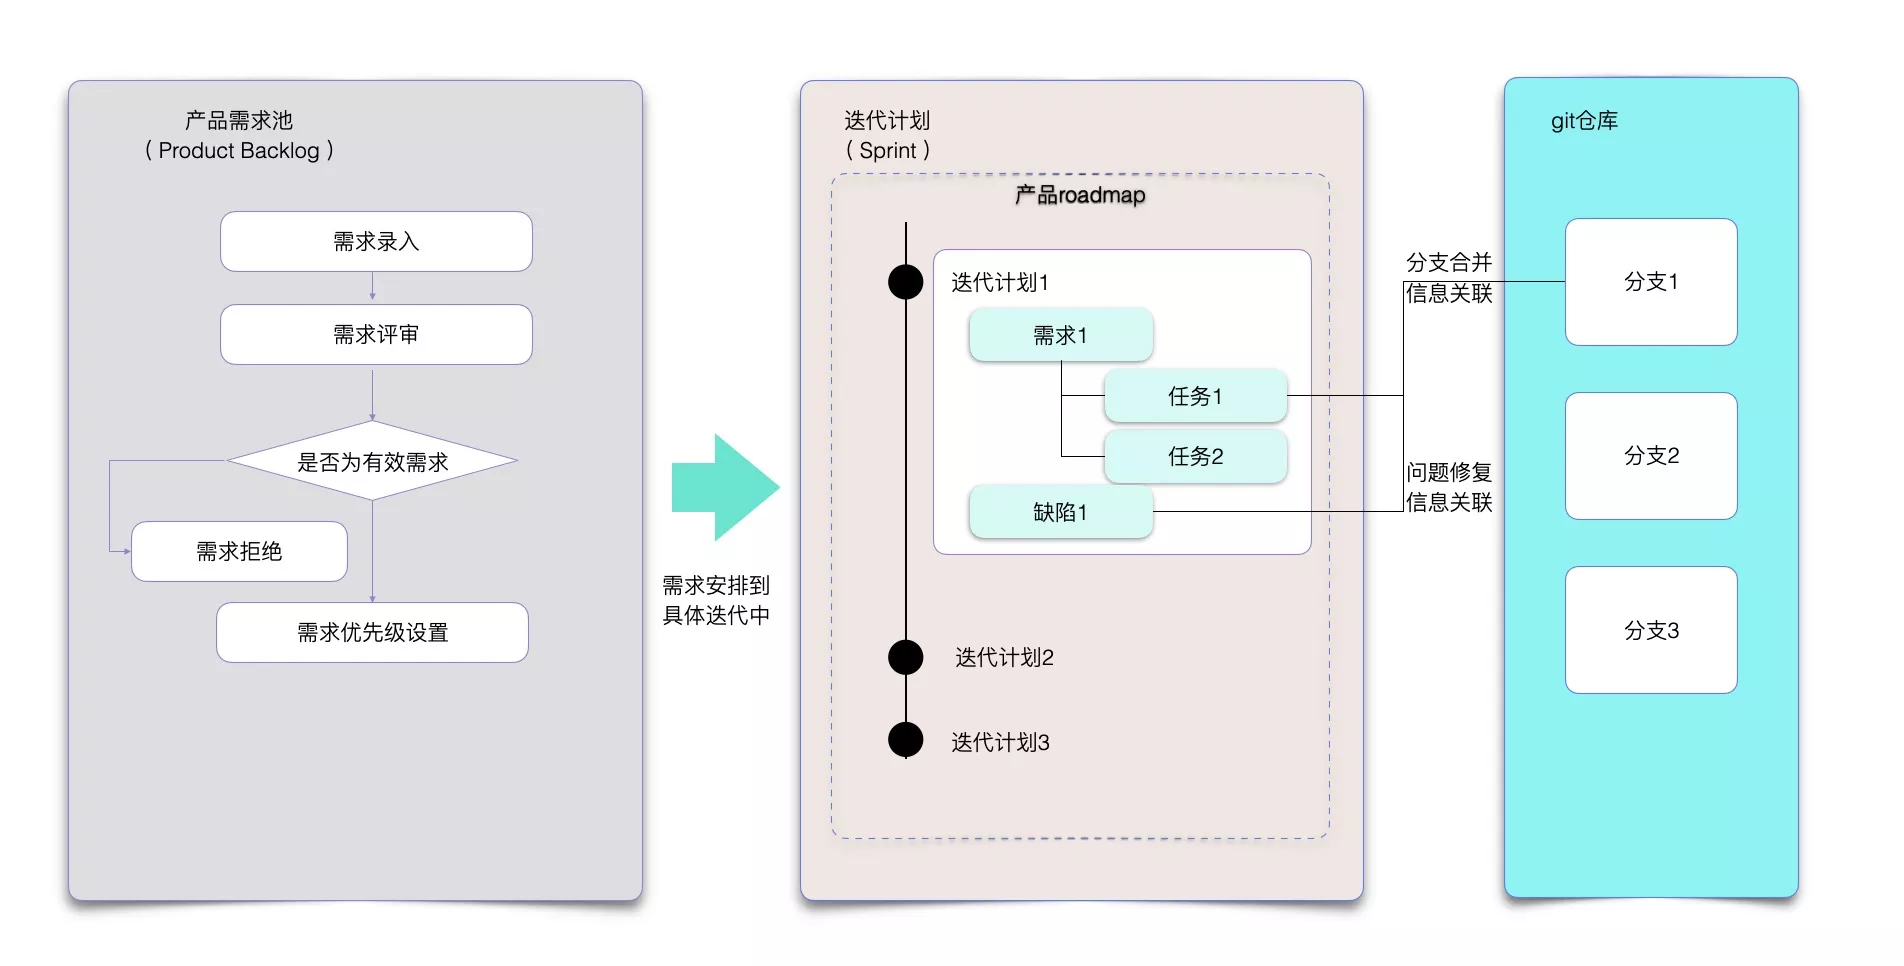 产品需求池
（Product Backlog）
需求录入
需求评审
是否为有效需求
需求拒绝
需求优先级设置
需求安排到
具体迭代中
迭代计划
（Sprint）
产品roadmap
迭代计划1
需求1
任务1
任务2
缺陷1
迭代计划2
迭代计划3
分支合并
信息关联
问题修复
信息关联
git仓库
分支1
分支2
分支3